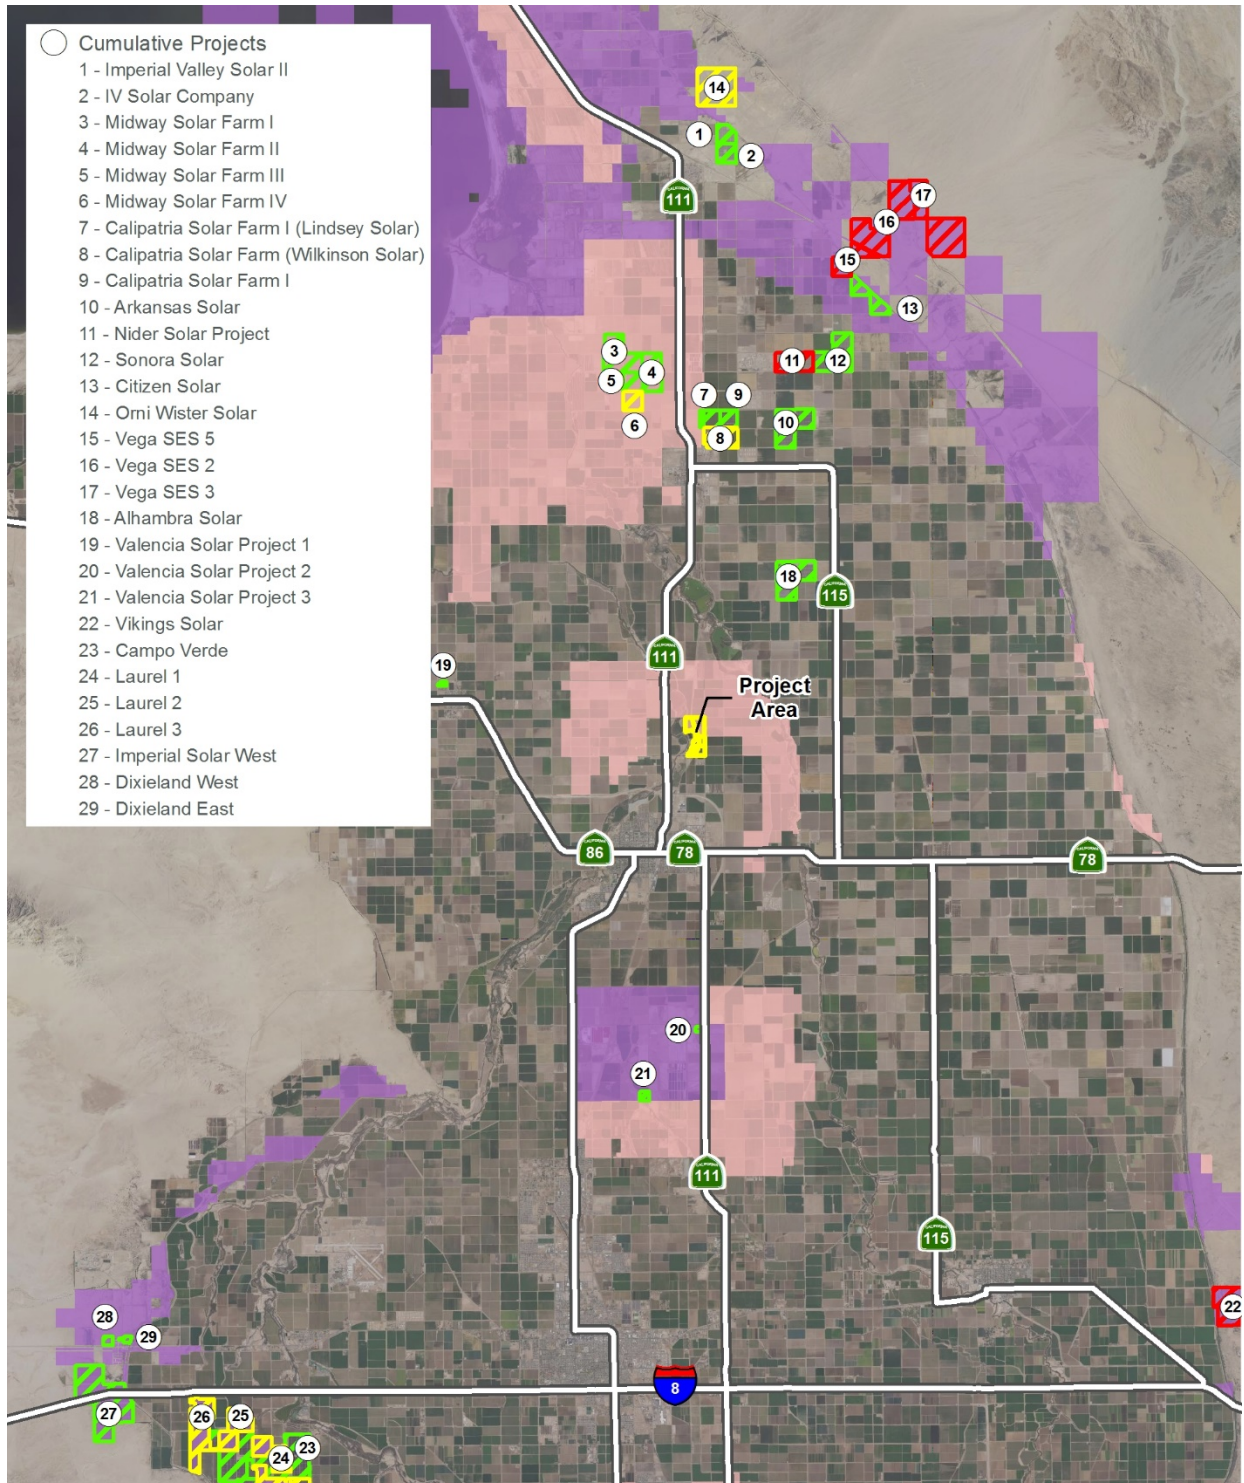 Cumulative Projects
1 - Imperial Valley Solar II
2 - IV Solar Company
3 - Midway Solar Farm I
4 - Midway Solar Farm II
5 - Midway Solar Farm III
6 - Midway Solar Farm IV
7 - Calipatria Solar Farm I (Lindsey Solar)
8 - Calipatria Solar Farm (Wilkinson Solar)
9 - Calipatria Solar Farm I
10 - Arkansas Solar
11 - Nider Solar Project
12 - Sonora Solar
13 - Citizen Solar
14 - Orni Wister Solar
15 - Vega SES 5
16 - Vega SES 2
17 - Vega SES 3
18 - Alhambra Solar
19 - Valencia Solar Project 1
20 - Valencia Solar Project 2
21 - Valencia Solar Project 3
22 - Vikings Solar
23 - Campo Verde
24 - Laurel 1
25 - Laurel 2
26 - Laurel 3
27 - Imperial Solar West
28 - Dixieland West
29 - Dixieland East
14
1
2
CALIFORNIA
111
17
16
15
13
3
4
5
6
11
12
7
9
8
10
18
CALIFORNIA
115
CALIFORNIA
111
19
Project
Area
CALIFORNIA
86
CALIFORNIA
78
CALIFORNIA
78
20
21
CALIFORNIA
111
CALIFORNIA
115
22
28
29
8
27
26
25
24
23